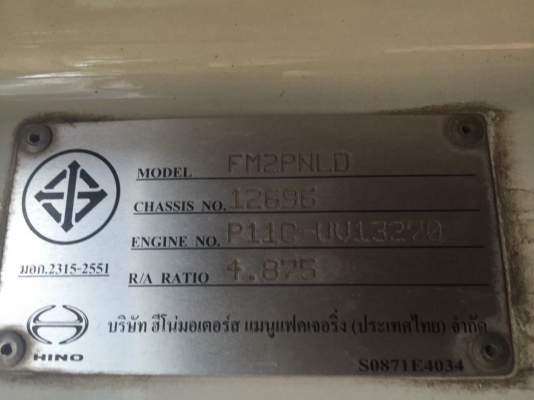 MODEL FM2PNLD
CHASSIS NO. 12696
ENGINE NO. P11C-UV13270
R/A RATIO 4.875
มอก.2315-2551
HINO
บริษัท ฮีโน่มอเตอร์ส แมนูแฟคเจอริ่ง (ประเทศไทย) จำกัด
S0871E4034